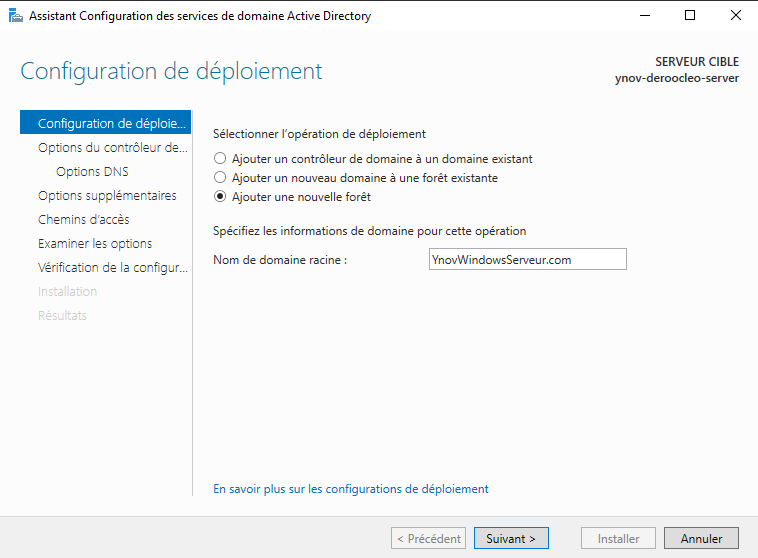 Assistant Configuration des services de domaine Active Directory
Configuration de déploiement
SERVEUR CIBLE
ynov-deroocleo-server
Configuration de déploie...
Options du contrôleur de...
Options DNS
Options supplémentaires
Chemins d'accès
Examiner les options
Vérification de la configur...
Installation
Résultats
Sélectionner l'opération de déploiement
Ajouter un contrôleur de domaine à un domaine existant
Ajouter un nouveau domaine à une forêt existante
Ajouter une nouvelle forêt
Spécifiez les informations de domaine pour cette opération
Nom de domaine racine : YnovWindowsServeur.com
En savoir plus sur les configurations de déploiement
< Précédent Suivant > Installer Annuler